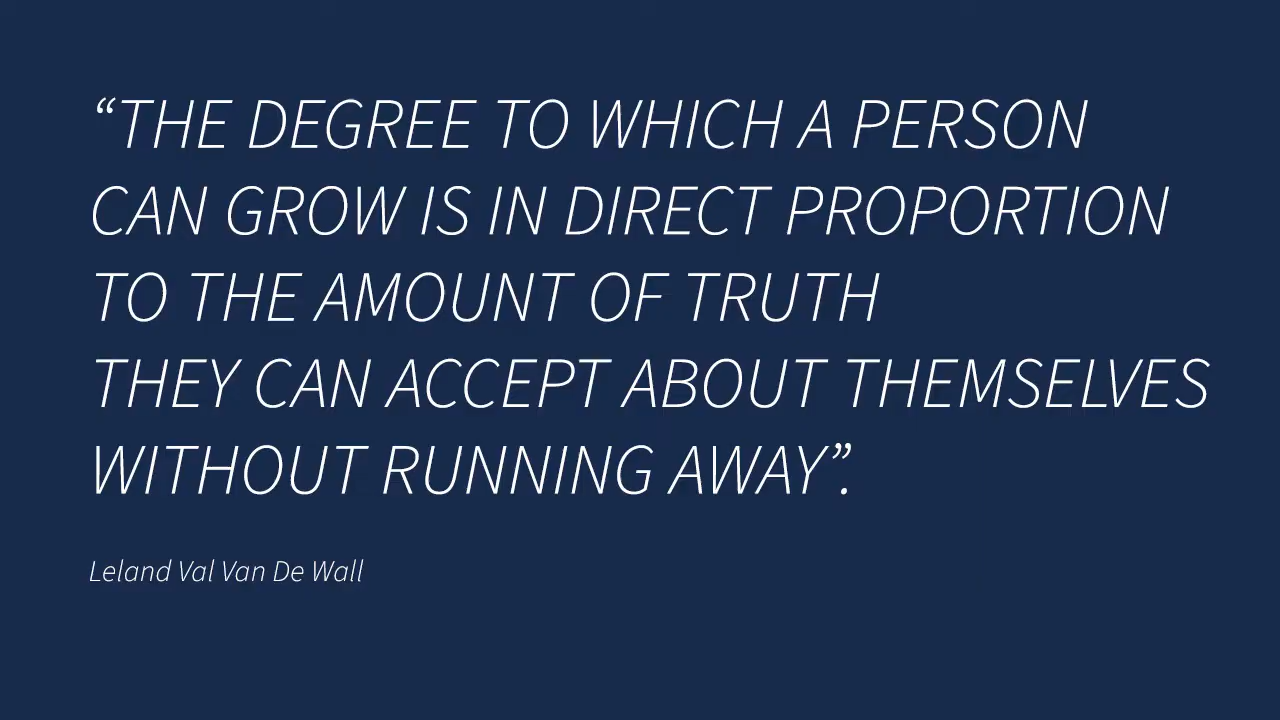 “THE DEGREE TO WHICH A PERSON
CAN GROW IS IN DIRECT PROPORTION
TO THE AMOUNT OF TRUTH
THEY CAN ACCEPT ABOUT THEMSELVES
WITHOUT RUNNING AWAY”.
Leland Val Van De Wall